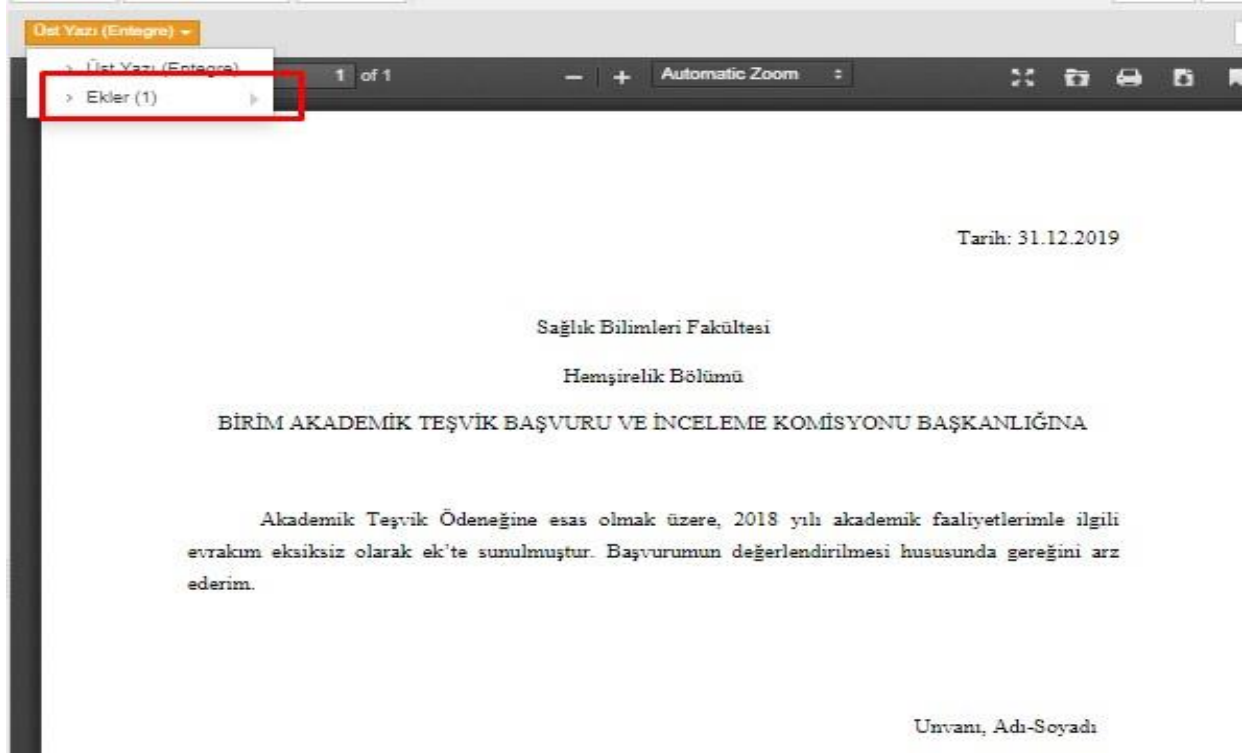 Üst Yazı (Entegre)
> Üst Yazı (Entegre)
> Ekler (1)
1 of 1
Automatic Zoom
Tarih: 31.12.2019
Sağlık Bilimleri Fakültesi
Hemşirelik Bölümü
BİRİM AKADEMİK TEŞVİK BAŞVURU VE İNCELEME KOMİSYONU BAŞKANLIĞINA
Akademik Teşvik Ödeneğine esas olmak üzere, 2018 yılı akademik faaliyetlerimle ilgili
evrakım eksiksiz olarak ek’te sunulmuştur. Başvurumun değerlendirilmesi hususunda gereğini arz
ederim.
Unvanı, Adı-Soyadı